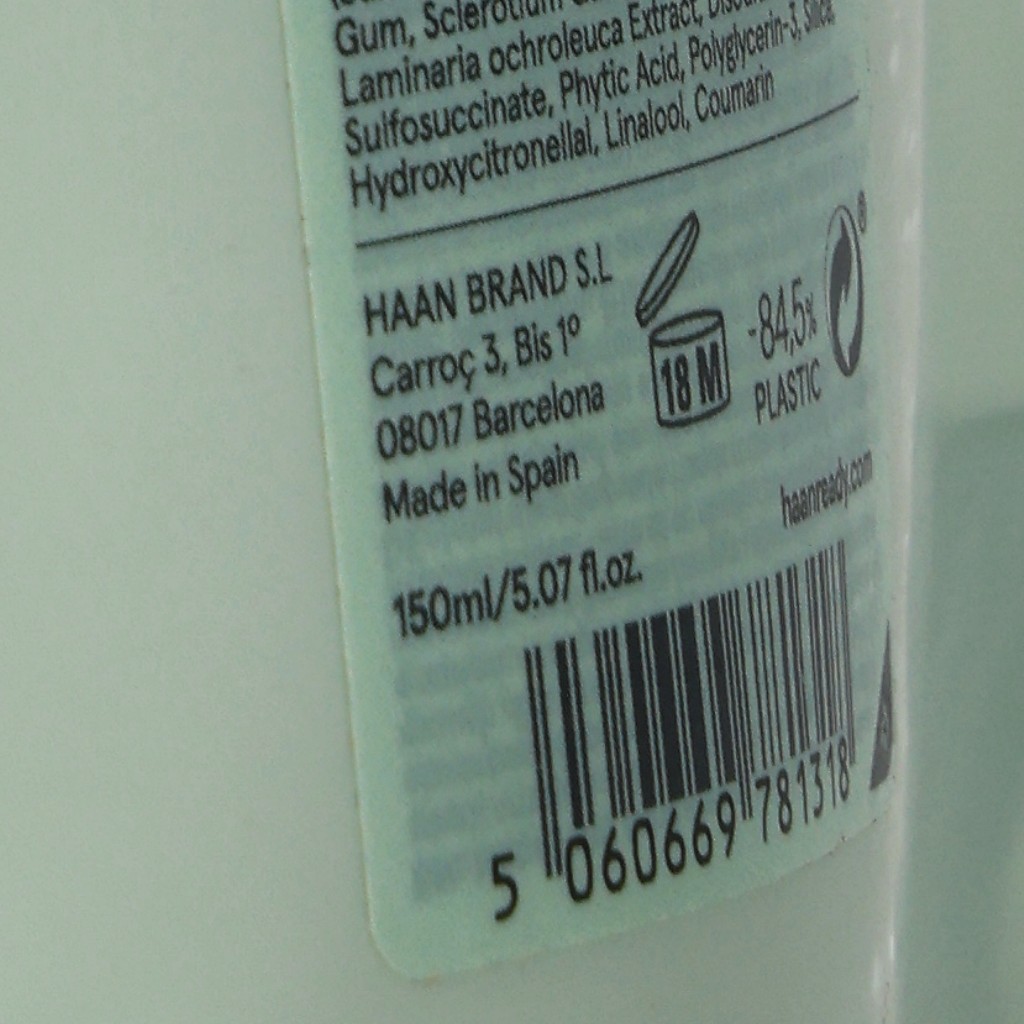 Gum, Sclerotium
Laminaria ochroleuca Extract,
Sulfosuccinate, Phytic Acid, Polyglycerin-3, Silica,
Hydroxycitronellal, Linalool, Coumarin
HAAN BRAND S.L
Carroç 3, Bis 1º
08017 Barcelona
Made in Spain
18 M
-84,5%
PLASTIC
®
haanready.com
150ml/5.07 fl.oz.
5 060669 781318